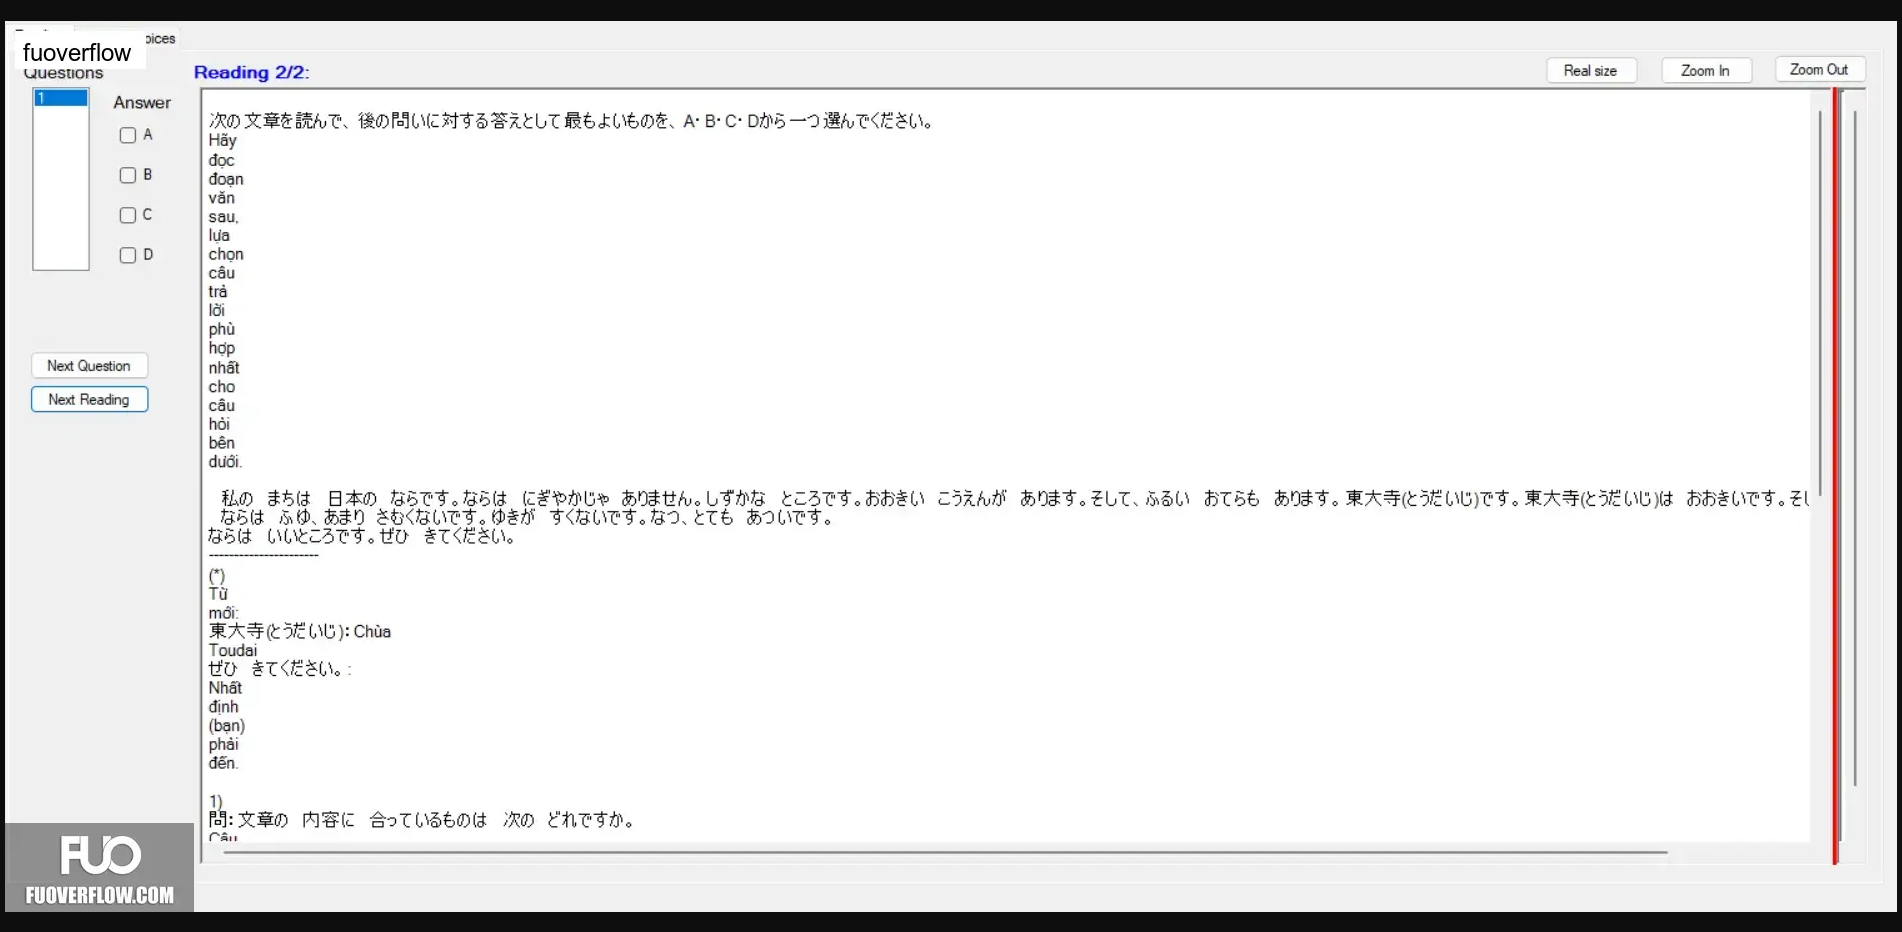 oices
fuoverflow
Questions
Reading 2/2:
Real size
Zoom In
Zoom Out
1
Answer
A
B
C
D
Next Question
Next Reading
次の文章を読んで、後の問いに対する答えとして最もよいものを、A・B・C・Dから一つ選んでください。
Hãy
đọc
đoạn
văn
sau,
lựa
chọn
câu
trả
lời
phù
hợp
nhất
cho
câu
hỏi
bên
dưới.
私の まちは 日本の ならです。ならは にぎやかじゃ ありません。しずかな ところです。おおきい こうえんが あります。そして、ふるい おてらも あります。東大寺(とうだいじ)です。東大寺(とうだいじ)は おおきいです。そし
ならは ふゆ、あまり さむくないです。ゆきが すくないです。なつ、とても あついです。
ならは いいところです。ぜひ きてください。
----------------------
(*)
Từ
mới:
東大寺(とうだいじ): Chùa
Toudai
ぜひ きてください。:
Nhất
định
(bạn)
phải
đến.
1)
問: 文章の 内容に 合っているものは 次の どれですか。
Câu
FUO
FUOVERFLOW.COM